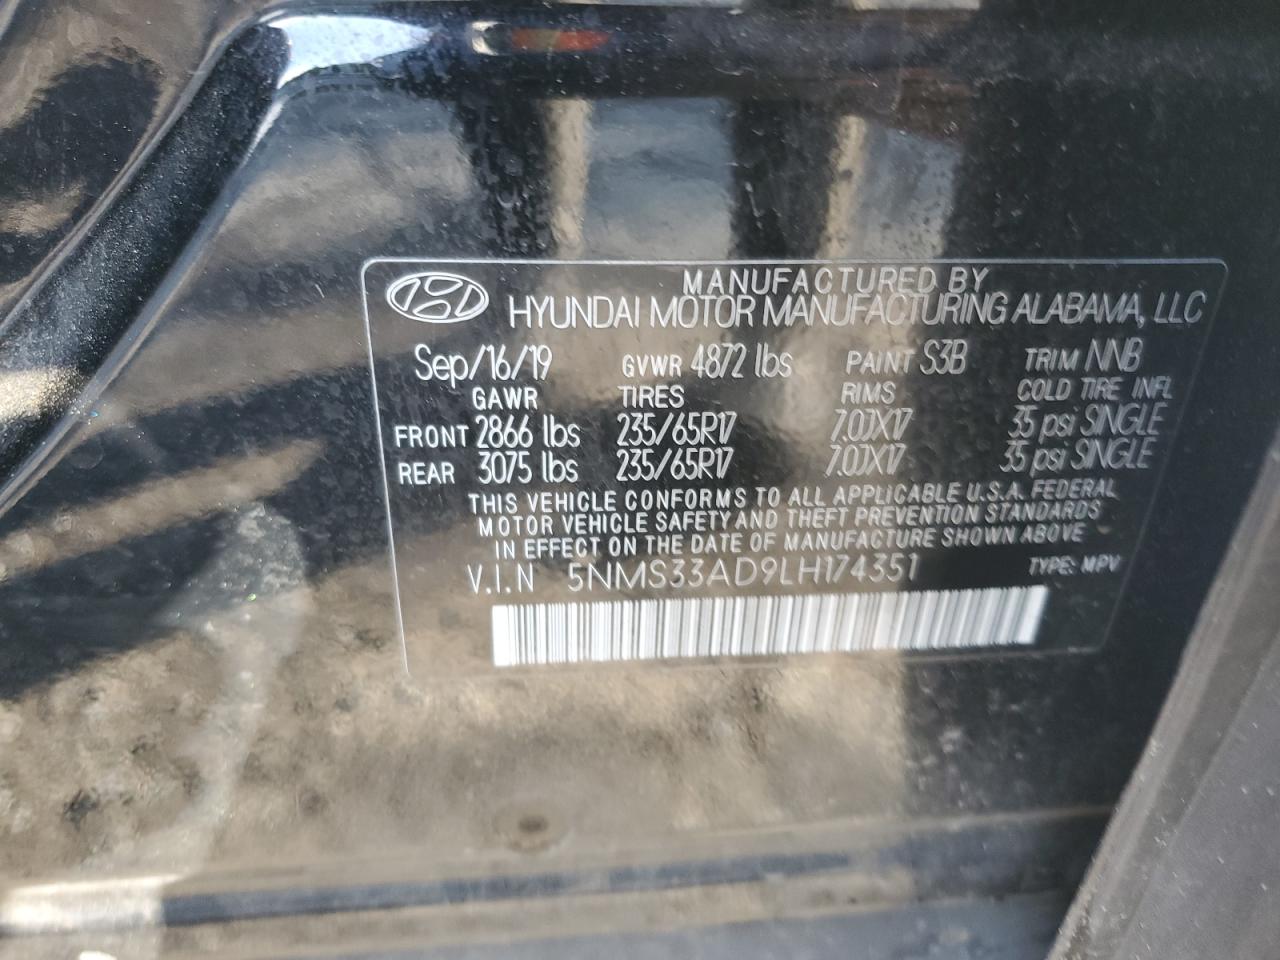 MANUFACTURED BY
HYUNDAI MOTOR MANUFACTURING ALABAMA, LLC
Sep/16/19 GVWR 4872 lbs PAINT S3B TRIM NNB
GAWR TIRES RIMS COLD TIRE INFL
FRONT 2866 lbs 235/65R17 7.0JX17 35 psi SINGLE
REAR 3075 lbs 235/65R17 7.0JX17 35 psi SINGLE
THIS VEHICLE CONFORMS TO ALL APPLICABLE U.S.A. FEDERAL
MOTOR VEHICLE SAFETY AND THEFT PREVENTION STANDARDS
IN EFFECT ON THE DATE OF MANUFACTURE SHOWN ABOVE
V.I.N 5NMS33AD9LH174351 TYPE: MPV